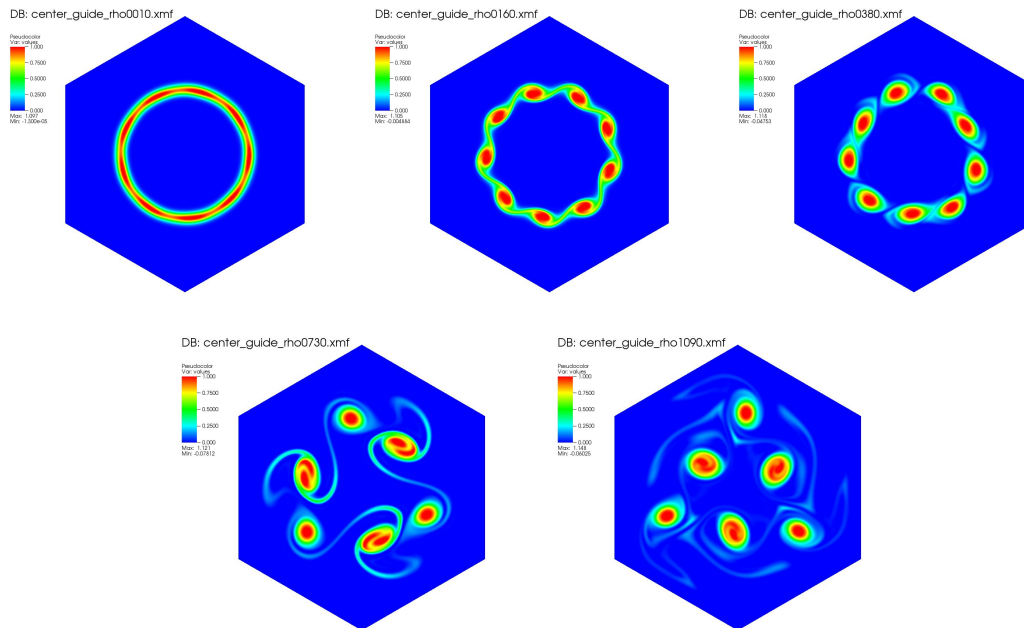 DB: center_guide_rho0010.xmf
Pseudocolor
Var: values
1.000
0.7500
0.5000
0.2500
0.000
Max: 1.097
DB: center_guide_rho0160.xmf
Pseudocolor
Var: values
1.000
0.7500
0.5000
0.2500
0.000
Max: 1.105
Min: -0.004884
DB: center_guide_rho0380.xmf
Pseudocolor
Var: values
1.000
0.7500
0.5000
0.2500
0.000
Max: 1.118
Min: -0.04753
DB: center_guide_rho0730.xmf
Pseudocolor
Var: values
1.000
0.7500
0.5000
0.2500
0.000
Max: 1.121
Min: -0.07812
DB: center_guide_rho1090.xmf
Pseudocolor
Var: values
1.000
0.7500
0.5000
0.2500
0.000
Max: 1.148
Min: -0.06025